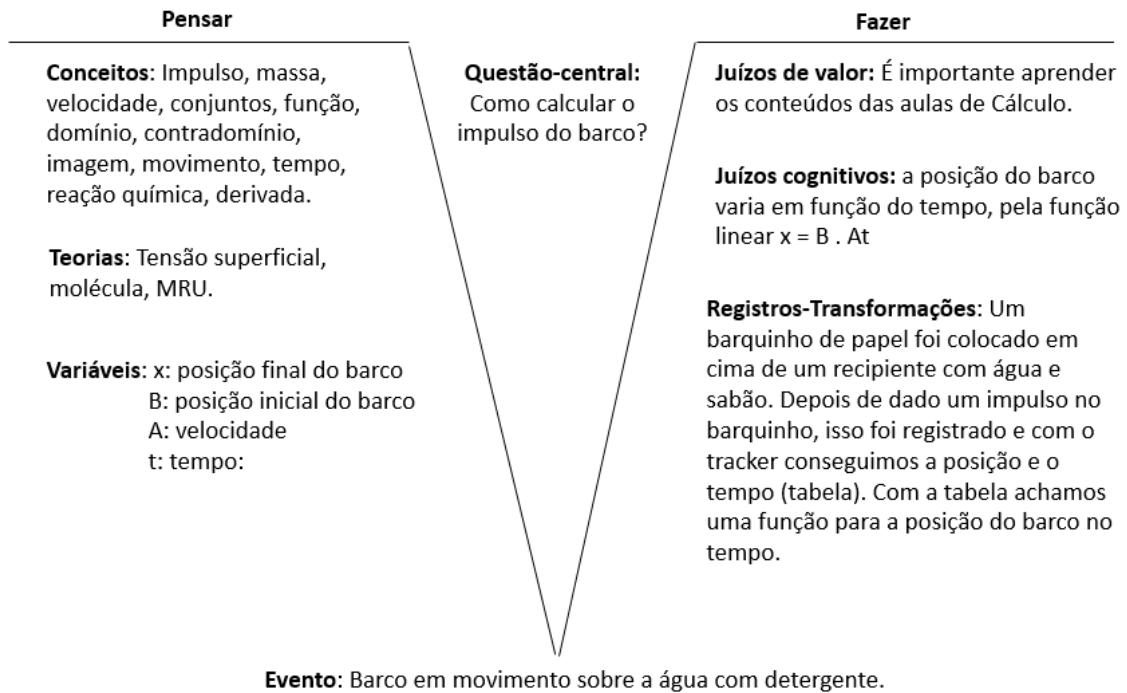 Pensar
Fazer
Conceitos: Impulso, massa,
velocidade, conjuntos, função,
domínio, contradomínio,
imagem, movimento, tempo,
reação química, derivada.
Teorias: Tensão superficial,
molécula, MRU.
Variáveis: x: posição final do barco
B: posição inicial do barco
A: velocidade
t: tempo:
Questão-central:
Como calcular o
impulso do barco?
Juízos de valor: É importante aprender
os conteúdos das aulas de Cálculo.
Juízos cognitivos: a posição do barco
varia em função do tempo, pela função
linear x = B . At
Registros-Transformações: Um
barquinho de papel foi colocado em
cima de um recipiente com água e
sabão. Depois de dado um impulso no
barquinho, isso foi registrado e com o
tracker conseguimos a posição e o
tempo (tabela). Com a tabela achamos
uma função para a posição do barco no
tempo.
Evento: Barco em movimento sobre a água com detergente.